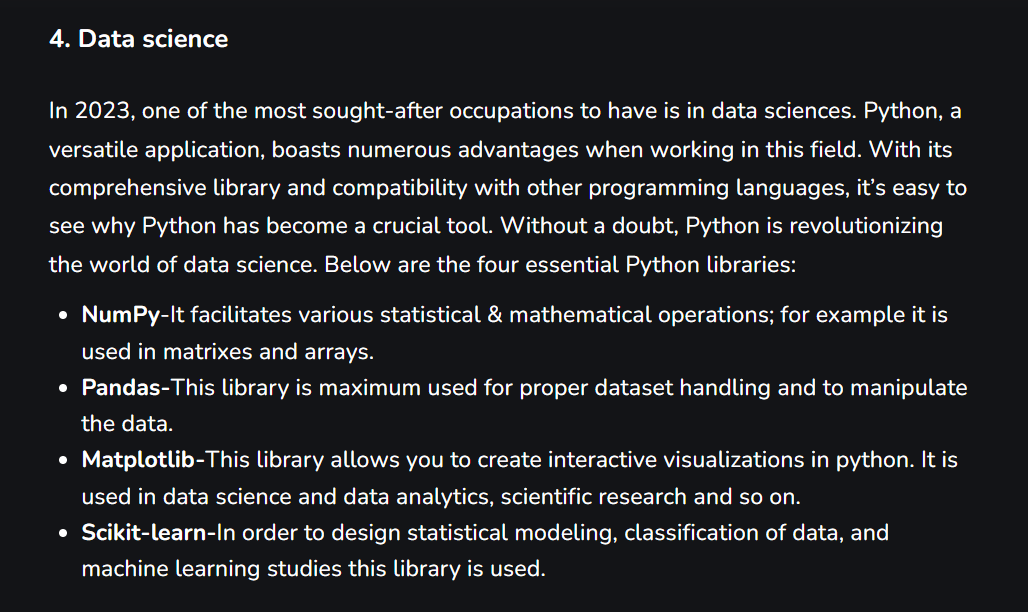 4. Data science
In 2023, one of the most sought-after occupations to have is in data sciences. Python, a
versatile application, boasts numerous advantages when working in this field. With its
comprehensive library and compatibility with other programming languages, it's easy to
see why Python has become a crucial tool. Without a doubt, Python is revolutionizing
the world of data science. Below are the four essential Python libraries:
• NumPy-It facilitates various statistical & mathematical operations; for example it is
used in matrixes and arrays.
• Pandas-This library is maximum used for proper dataset handling and to manipulate
the data.
• Matplotlib-This library allows you to create interactive visualizations in python. It is
used in data science and data analytics, scientific research and so on.
• Scikit-learn-In order to design statistical modeling, classification of data, and
machine learning studies this library is used.